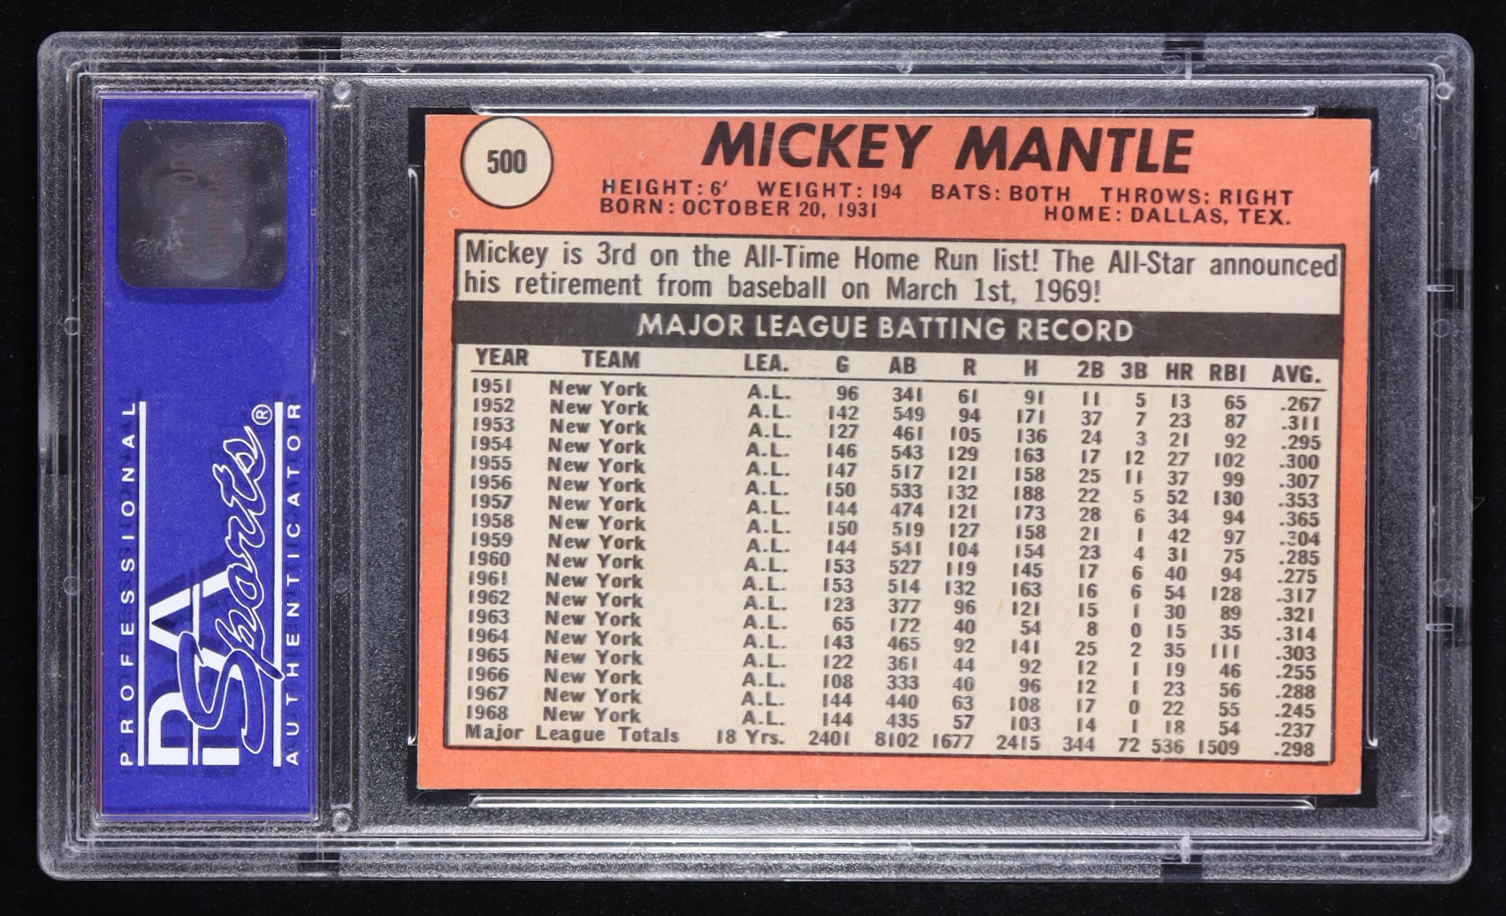 PROFESSIONAL
PSA
Sports®
AUTHENTICATOR
500
MICKEY MANTLE
HEIGHT: 6' WEIGHT: 194 BATS: BOTH THROWS: RIGHT
BORN: OCTOBER 20, 1931 HOME: DALLAS, TEX.
Mickey is 3rd on the All-Time Home Run list! The All-Star announced
his retirement from baseball on March 1st, 1969!
MAJOR LEAGUE BATTING RECORD
YEAR TEAM LEA. G AB R H 2B 3B HR RBI AVG.
1951 New York A.L. 96 341 61 91 11 5 13 65 .267
1952 New York A.L. 142 549 94 171 37 7 23 87 .311
1953 New York A.L. 127 461 105 136 24 3 21 92 .295
1954 New York A.L. 146 543 129 163 17 12 27 102 .300
1955 New York A.L. 147 517 121 158 25 11 37 99 .307
1956 New York A.L. 150 533 132 188 22 5 52 130 .353
1957 New York A.L. 144 474 121 173 28 6 34 94 .365
1958 New York A.L. 150 519 127 158 21 1 42 97 .304
1959 New York A.L. 144 541 104 154 23 4 31 75 .285
1960 New York A.L. 153 527 119 145 17 6 40 94 .275
1961 New York A.L. 153 514 132 163 16 6 54 128 .317
1962 New York A.L. 123 377 96 121 15 1 30 89 .321
1963 New York A.L. 65 172 40 54 8 0 15 35 .314
1964 New York A.L. 143 465 92 141 25 2 35 111 .303
1965 New York A.L. 122 361 44 92 12 1 19 46 .255
1966 New York A.L. 108 333 40 96 12 1 23 56 .288
1967 New York A.L. 144 440 63 108 17 0 22 55 .245
1968 New York A.L. 144 435 57 103 14 1 18 54 .237
Major League Totals 18 Yrs. 2401 8102 1677 2415 344 72 536 1509 .298